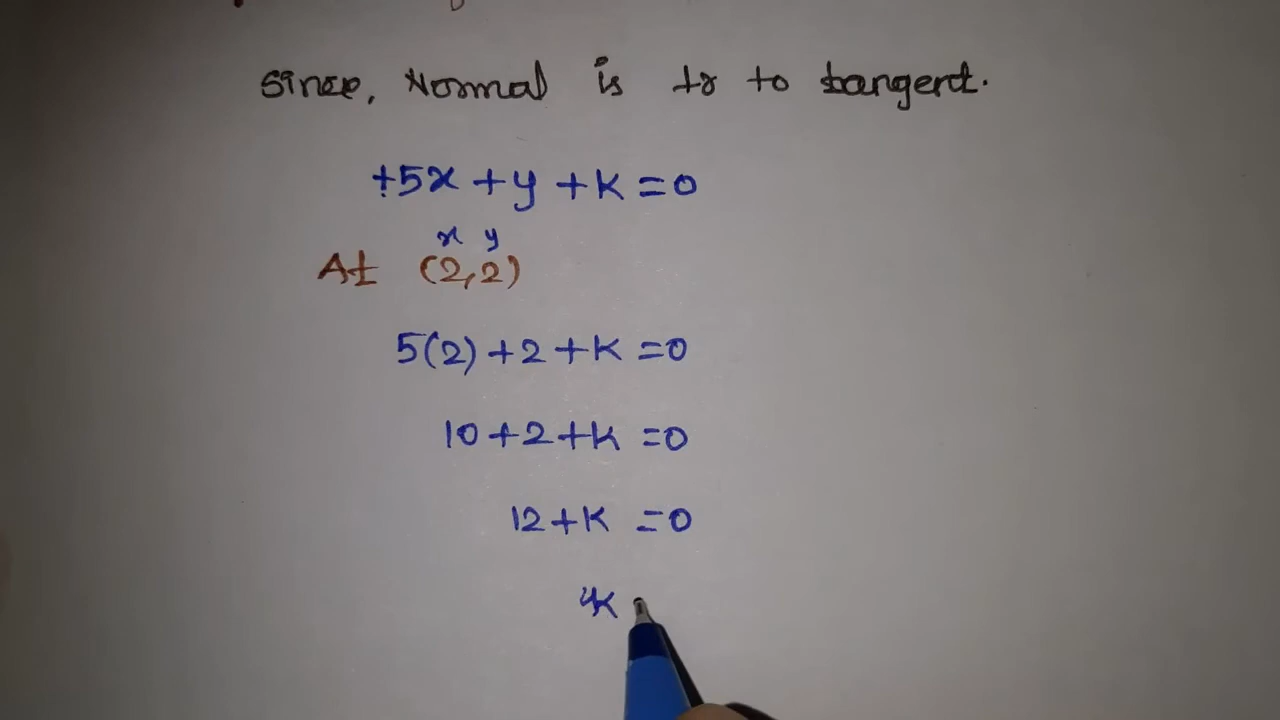 Since, Normal is ⊥r to tangent.
+5x + y + k = 0
x y
At (2,2)
5(2) + 2 + k = 0
10 + 2 + k = 0
12 + k = 0
k